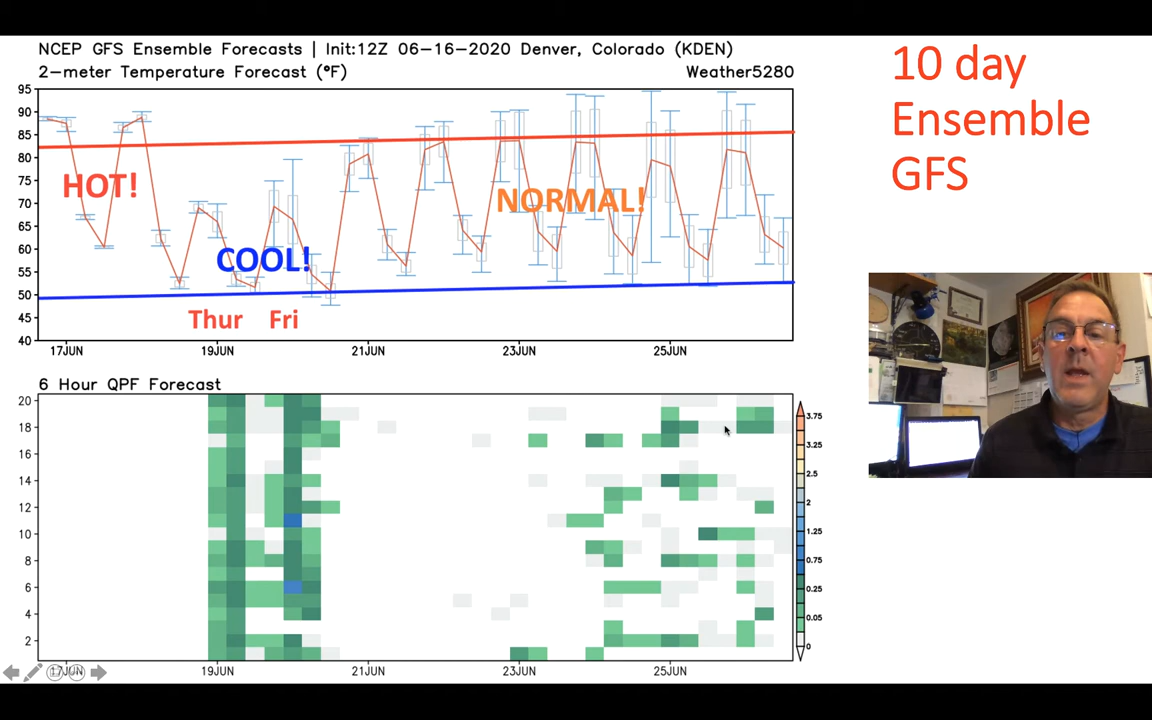 NCEP GFS Ensemble Forecasts | Init:12Z 06-16-2020 Denver, Colorado (KDEN)
2-meter Temperature Forecast (°F) Weather5280
95
90
85
80
75
70
65
60
55
50
45
40
HOT!
COOL!
NORMAL!
Thur Fri
17JUN 19JUN 21JUN 23JUN 25JUN
6 Hour QPF Forecast
20
18
16
14
12
10
8
6
4
2
17JUN 19JUN 21JUN 23JUN 25JUN
3.75
3.25
2.5
2
1.25
0.75
0.25
0.05
0
10 day
Ensemble
GFS